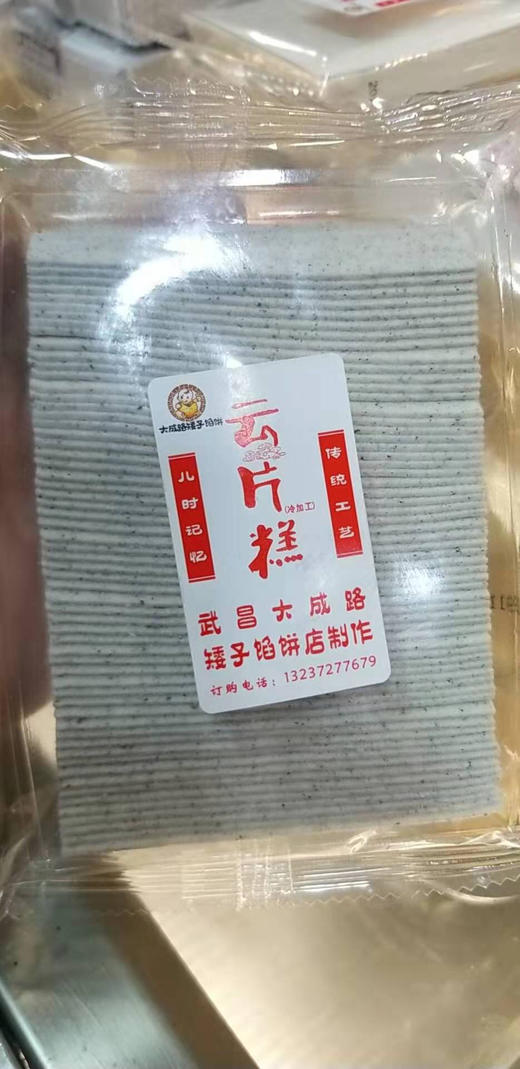 大成路矮子馅饼
云片糕
(冷加工)
儿时记忆
传统工艺
武昌大成路
矮子馅饼店制作
订购电话：13237277679